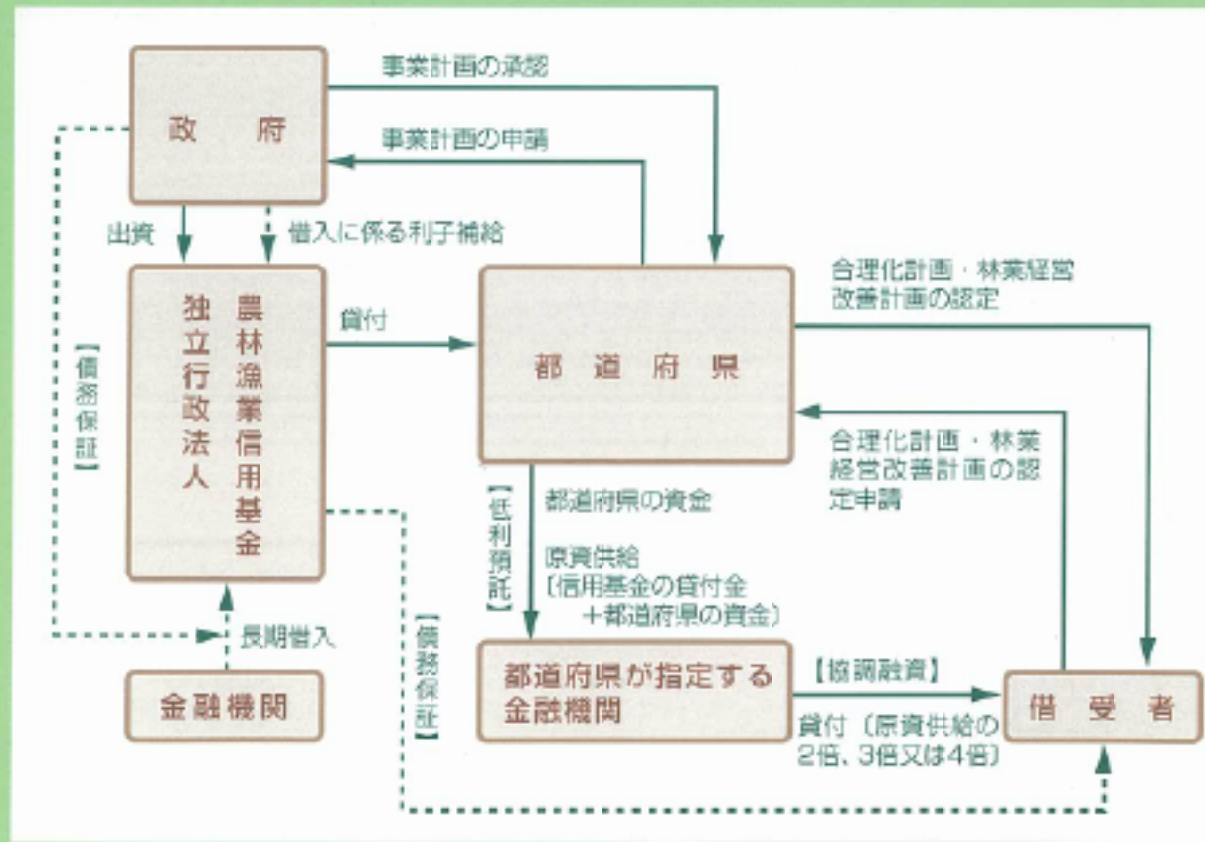 政府
事業計画の承認
事業計画の申請
出資
借入に係る利子補給
独立行政法人
農林漁業信用基金
【債務保証】
貸付
都道府県
合理化計画・林業経営
改善計画の認定
合理化計画・林業
経営改善計画の認
定申請
【低利預託】
都道府県の資金
原資供給
〔信用基金の貸付金
+都道府県の資金〕
長期借入
金融機関
【債務保証】
都道府県が指定する
金融機関
【協調融資】
貸付〔原資供給の
2倍、3倍又は4倍〕
借受者